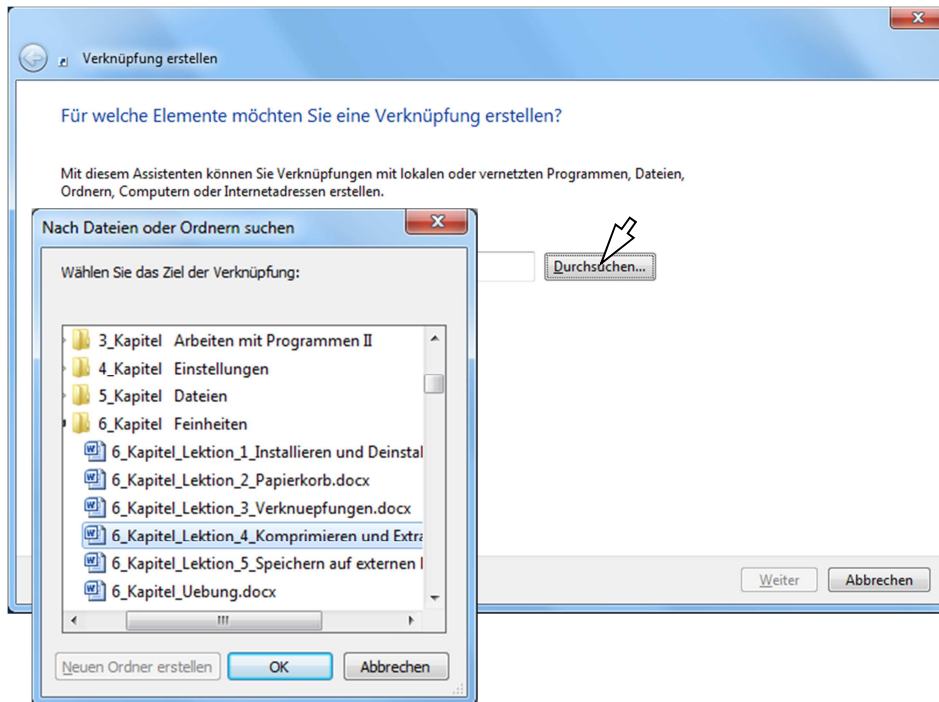 Verknüpfung erstellen
Für welche Elemente möchten Sie eine Verknüpfung erstellen?
Mit diesem Assistenten können Sie Verknüpfungen mit lokalen oder vernetzten Programmen, Dateien,
Ordnern, Computern oder Internetadressen erstellen.
Durchsuchen...
Nach Dateien oder Ordnern suchen
Wählen Sie das Ziel der Verknüpfung:
3_Kapitel Arbeiten mit Programmen II
4_Kapitel Einstellungen
5_Kapitel Dateien
6_Kapitel Feinheiten
6_Kapitel_Lektion_1_Installieren und Deinstal
6_Kapitel_Lektion_2_Papierkorb.docx
6_Kapitel_Lektion_3_Verknuepfungen.docx
6_Kapitel_Lektion_4_Komprimieren und Extra
6_Kapitel_Lektion_5_Speichern auf externen
6_Kapitel_Uebung.docx
Neuen Ordner erstellen OK Abbrechen
Weiter Abbrechen